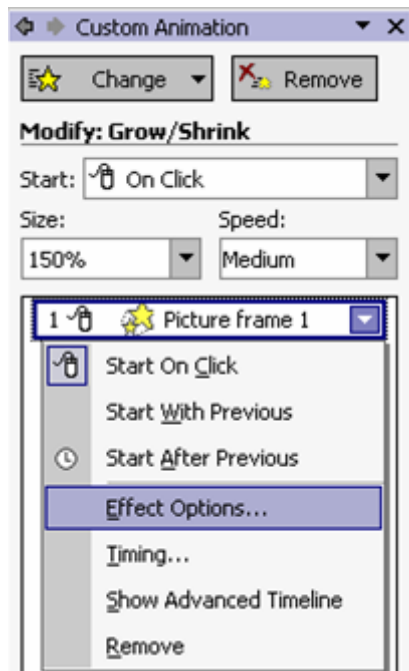 Custom Animation
Change Remove
Modify: Grow/Shrink
Start: On Click
Size: Speed:
150% Medium
1 Picture frame 1
Start On Click
Start With Previous
Start After Previous
Effect Options...
Timing...
Show Advanced Timeline
Remove